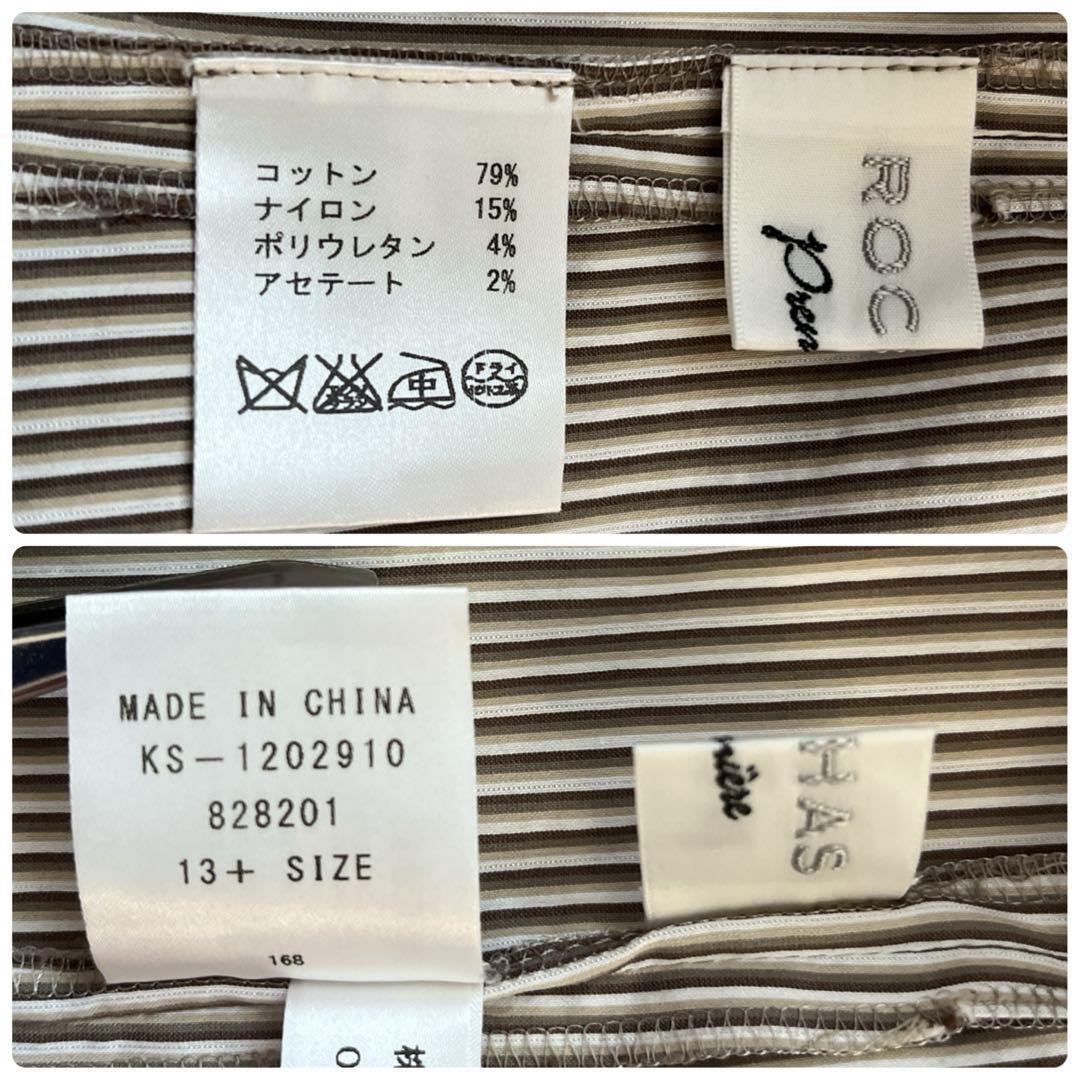 コットン 79%
ナイロン 15%
ポリウレタン 4%
アセテート 2%
中
ドライ
ROC
Prem
MADE IN CHINA
KS-1202910
828201
13+ SIZE
168
HAS
mière